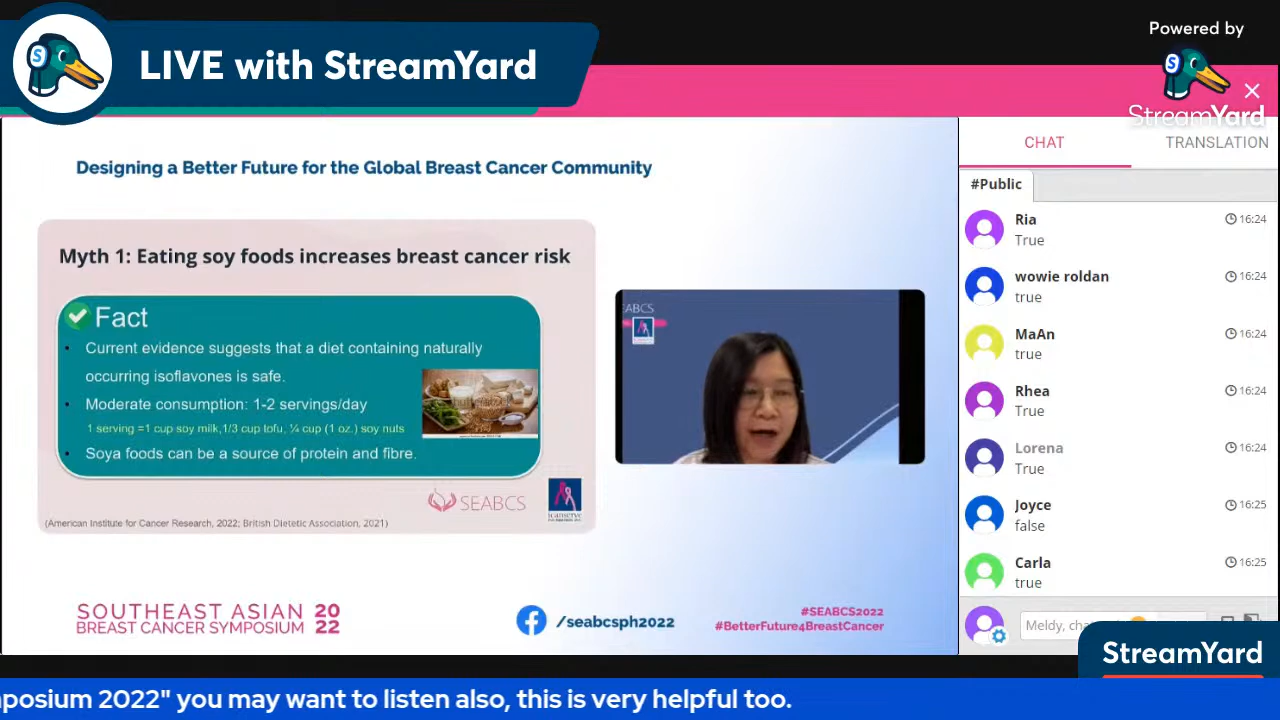 LIVE with StreamYard
Powered by
StreamYard
Designing a Better Future for the Global Breast Cancer Community
Myth 1: Eating soy foods increases breast cancer risk
Fact
• Current evidence suggests that a diet containing naturally
occurring isoflavones is safe.
• Moderate consumption: 1-2 servings/day
1 serving =1 cup soy milk,1/3 cup tofu, ¼ cup (1 oz.) soy nuts
• Soya foods can be a source of protein and fibre.
SEABCS
(American Institute for Cancer Research, 2022; British Dietetic Association, 2021)
EABCS
SOUTHEAST ASIAN 20
BREAST CANCER SYMPOSIUM 22
/seabcsph2022
#SEABCS2022
#BetterFuture4BreastCancer
CHAT TRANSLATION
#Public
Ria 16:24
True
wowie roldan 16:24
true
MaAn 16:24
true
Rhea 16:24
True
Lorena 16:24
True
Joyce 16:25
false
Carla 16:25
true
Meldy, cha
StreamYard
mposium 2022" you may want to listen also, this is very helpful too.